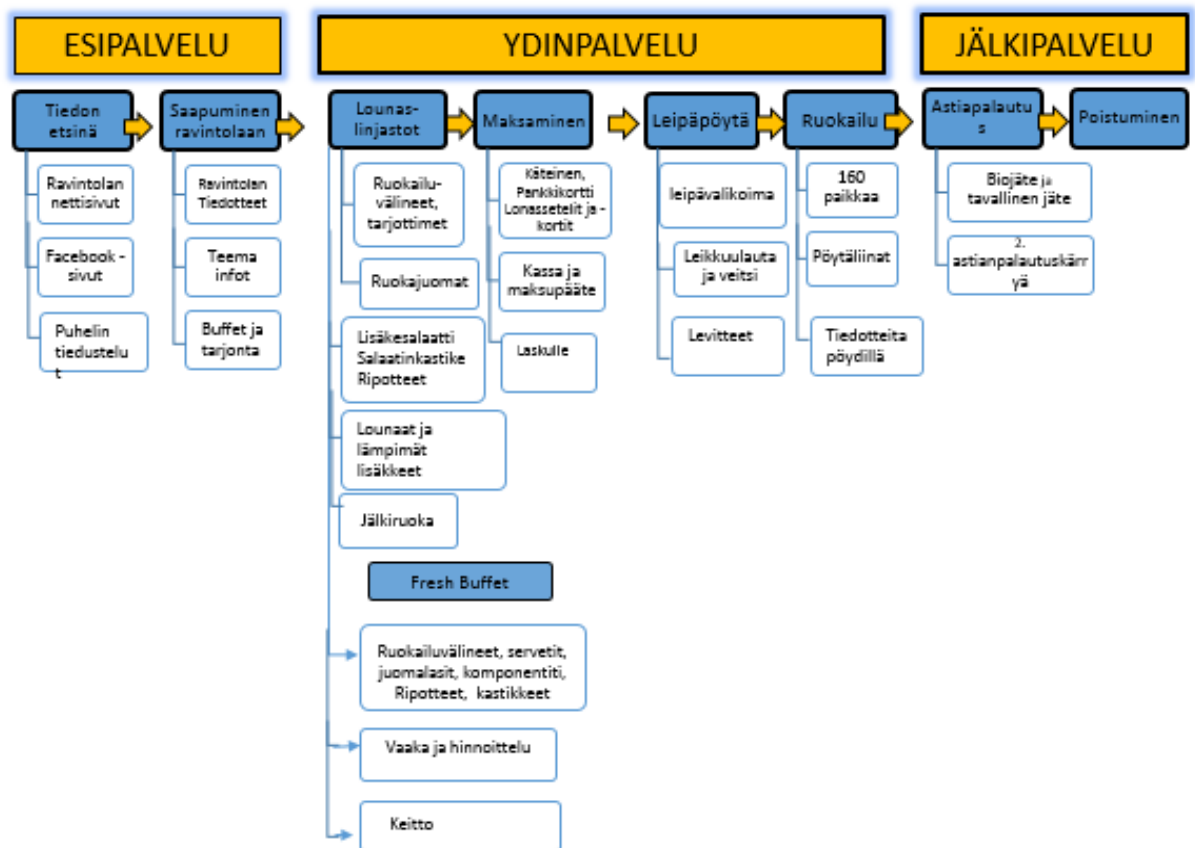 ESIPALVELU
YDINPALVELU
JÄLKIPALVELU
Tiedon
etsinä
Saapuminen
ravintolaan
Lounas-
linjastot
Maksaminen
Leipäpöytä
Ruokailu
Astiapalautu
s
Poistuminen
Ravintolan
nettisivut
Facebook -
sivut
Puhelin
tiedustelu
t
Ravintolan
Tiedotteet
Teema
infot
Buffet ja
tarjonta
Ruokailu-
välineet,
tarjottimet
Ruokajuomat
Lisäkesalaatti
Salaatinkastike
Ripotteet
Lounaat ja
lämpimät
lisäkkeet
Jälkiruoka
Fresh Buffet
Ruokailuvälineet, servetit,
juomalasit, komponentiti,
Ripotteet, kastikkeet
Vaaka ja hinnoittelu
Keitto
Käteinen,
Pankkikortti
Lonassetelit ja -
kortit
Kassa ja
maksupääte
Laskulle
leipävalikoima
Leikkuulauta
ja veitsi
Levitteet
160
paikkaa
Pöytäliinat
Tiedotteita
pöydillä
Biojäte ja
tavallinen jäte
2.
astianpalautuskärr
yä